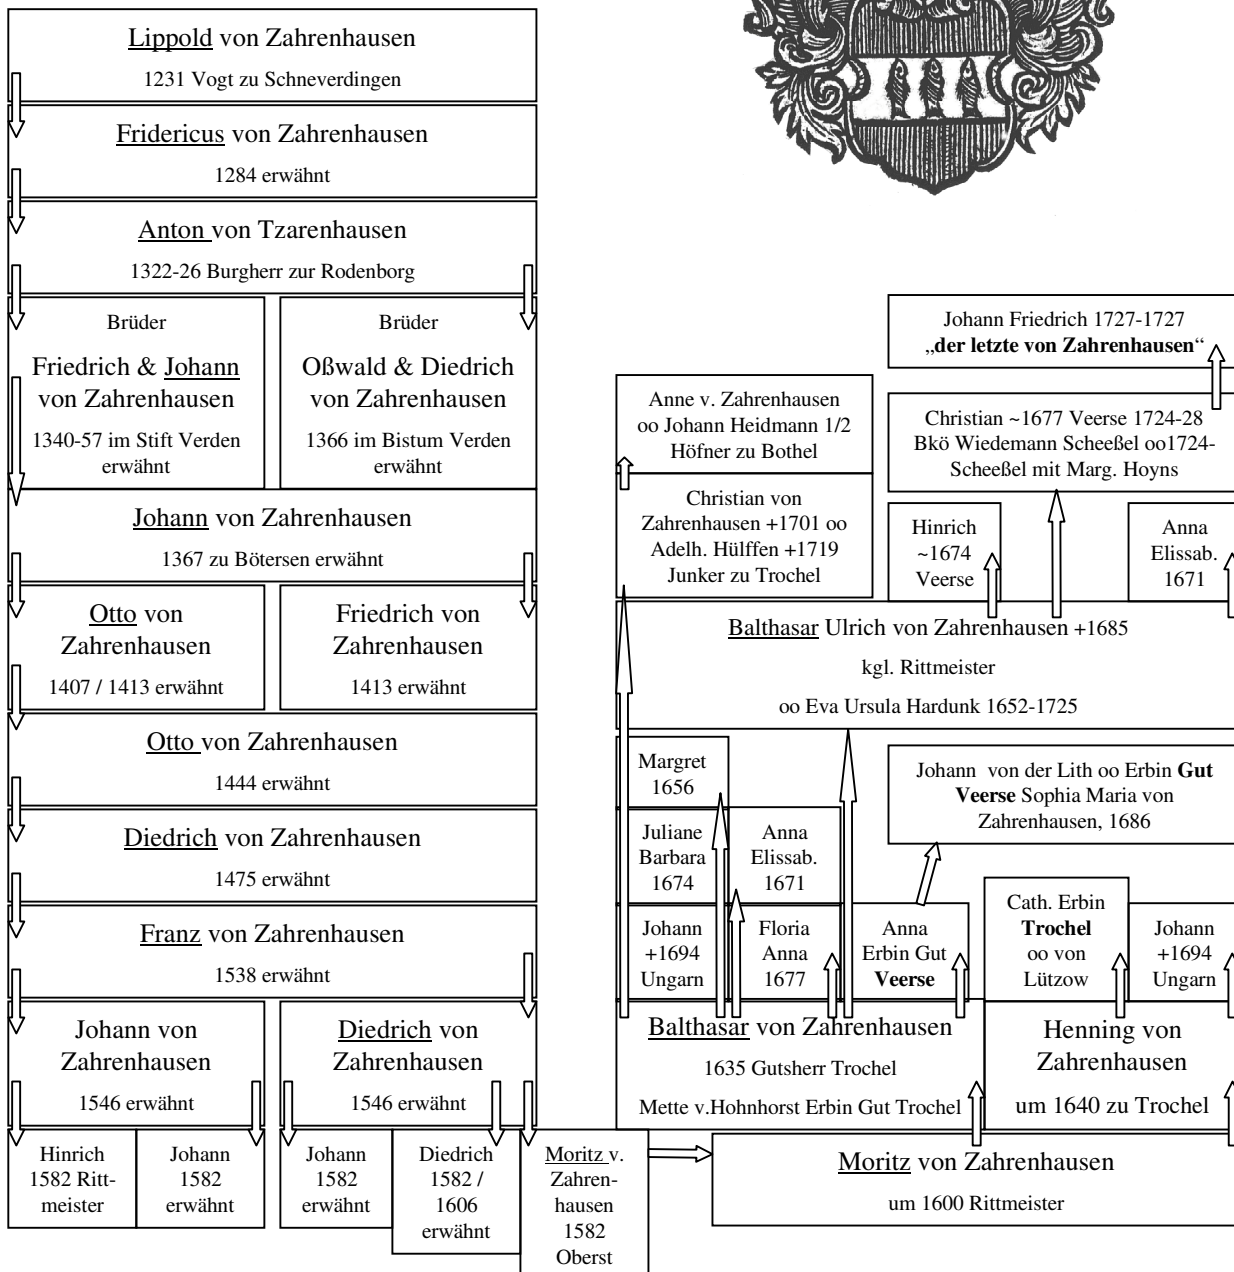 Lippold von Zahrenhausen
1231 Vogt zu Schneverdingen
Fridericus von Zahrenhausen
1284 erwähnt
Anton von Tzarenhausen
1322-26 Burgherr zur Rodenborg
Brüder
Friedrich & Johann
von Zahrenhausen
1340-57 im Stift Verden
erwähnt
Brüder
Oßwald & Diedrich
von Zahrenhausen
1366 im Bistum Verden
erwähnt
Johann von Zahrenhausen
1367 zu Bötersen erwähnt
Otto von
Zahrenhausen
1407 / 1413 erwähnt
Friedrich von
Zahrenhausen
1413 erwähnt
Otto von Zahrenhausen
1444 erwähnt
Diedrich von Zahrenhausen
1475 erwähnt
Franz von Zahrenhausen
1538 erwähnt
Johann von
Zahrenhausen
1546 erwähnt
Diedrich von
Zahrenhausen
1546 erwähnt
Hinrich
1582 Ritt-
meister
Johann
1582
erwähnt
Johann
1582
erwähnt
Diedrich
1582 /
1606
erwähnt
Moritz v.
Zahren-
hausen
1582
Oberst
Johann Friedrich 1727-1727
„der letzte von Zahrenhausen“
Anne v. Zahrenhausen
oo Johann Heidmann 1/2
Höfner zu Bothel
Christian ~1677 Veerse 1724-28
Bkö Wiedemann Scheeßel oo1724-
Scheeßel mit Marg. Hoyns
Christian von
Zahrenhausen +1701 oo
Adelh. Hülffen +1719
Junker zu Trochel
Hinrich
~1674
Veerse
Anna
Elissab.
1671
Balthasar Ulrich von Zahrenhausen +1685
kgl. Rittmeister
oo Eva Ursula Hardunk 1652-1725
Margret
1656
Johann von der Lith oo Erbin Gut
Veerse Sophia Maria von
Zahrenhausen, 1686
Juliane
Barbara
1674
Anna
Elissab.
1671
Johann
+1694
Ungarn
Floria
Anna
1677
Anna
Erbin Gut
Veerse
Cath. Erbin
Trochel
oo von
Lützow
Johann
+1694
Ungarn
Balthasar von Zahrenhausen
1635 Gutsherr Trochel
Mette v.Hohnhorst Erbin Gut Trochel
Henning von
Zahrenhausen
um 1640 zu Trochel
Moritz von Zahrenhausen
um 1600 Rittmeister